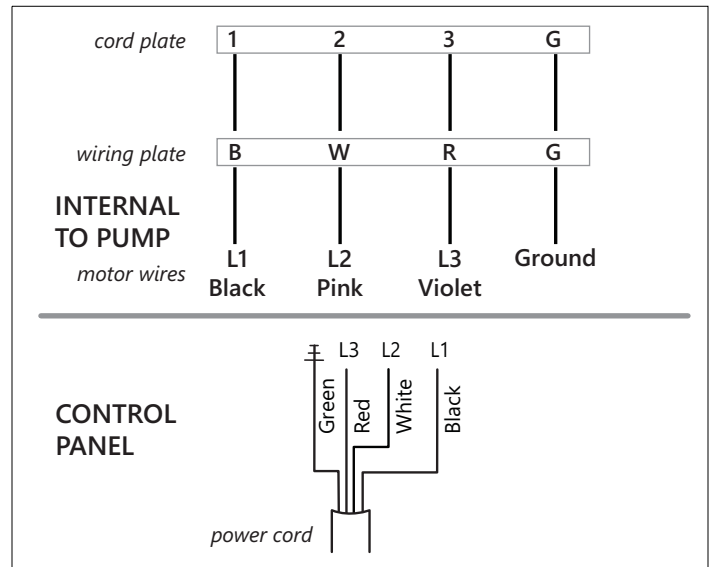 cord plate 1 2 3 G
wiring plate B W R G
INTERNAL
TO PUMP
motor wires
L1 L2 L3 Ground
Black Pink Violet
L3 L2 L1
Green Red White Black
CONTROL
PANEL
power cord